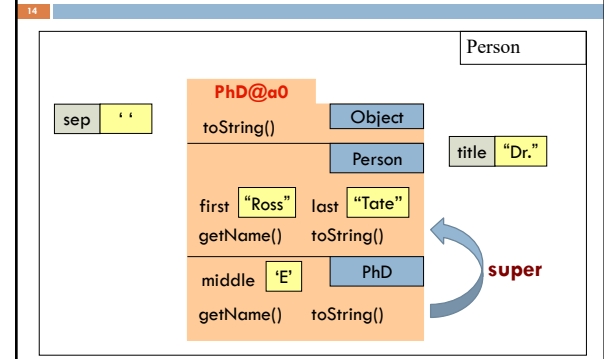 14
Person
PhD@a0
sep ‘ ‘
toString() Object
Person
title “Dr.”
first “Ross” last “Tate”
getName() toString()
middle ‘E’ PhD
super
getName() toString()